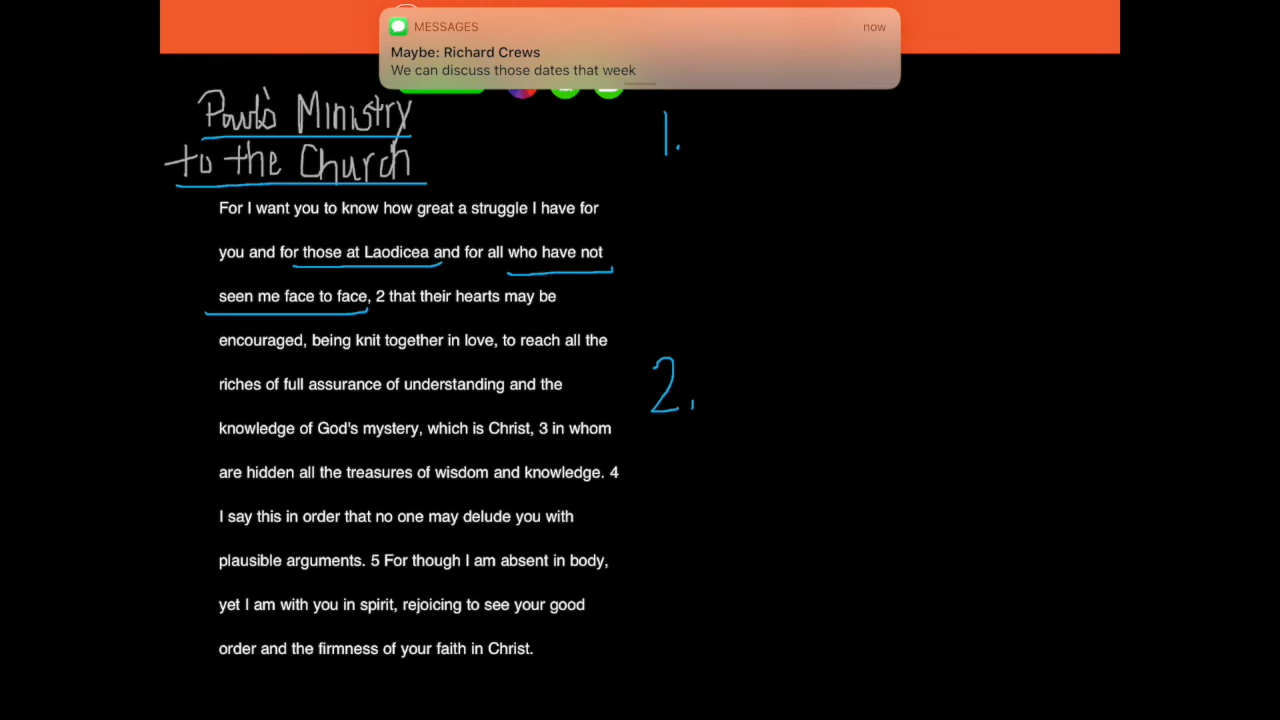 MESSAGES now
Maybe: Richard Crews
We can discuss those dates that week
Paul's Ministry
to the Church
1.
For I want you to know how great a struggle I have for
you and for those at Laodicea and for all who have not
seen me face to face, 2 that their hearts may be
encouraged, being knit together in love, to reach all the
riches of full assurance of understanding and the
2.
knowledge of God's mystery, which is Christ, 3 in whom
are hidden all the treasures of wisdom and knowledge. 4
I say this in order that no one may delude you with
plausible arguments. 5 For though I am absent in body,
yet I am with you in spirit, rejoicing to see your good
order and the firmness of your faith in Christ.